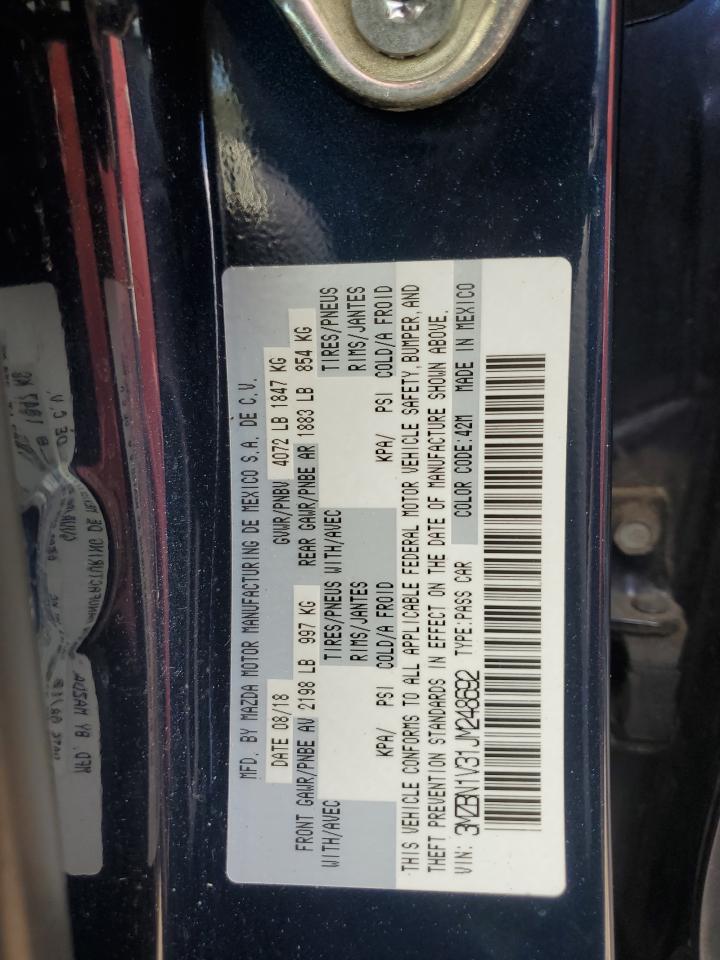 MFD. BY MAZDA MOTOR MANUFACTURING DE MEXICO S.A. DE C.V.
DATE 08/18 GVWR/PNBV 4072 LB 1847 KG
FRONT GAWR/PNBE AV 2198 LB 997 KG REAR GAWR/PNBE AR 1883 LB 854 KG
WITH/AVEC TIRES/PNEUS WITH/AVEC TIRES/PNEUS
RIMS/JANTES RIMS/JANTES
KPA/ PSI COLD/A FROID KPA/ PSI COLD/A FROID
THIS VEHICLE CONFORMS TO ALL APPLICABLE FEDERAL MOTOR VEHICLE SAFETY, BUMPER, AND
THEFT PREVENTION STANDARDS IN EFFECT ON THE DATE OF MANUFACTURE SHOWN ABOVE.
VIN: 3MZBN1V31JM248692 TYPE:PASS CAR COLOR CODE:42M MADE IN MEXICO